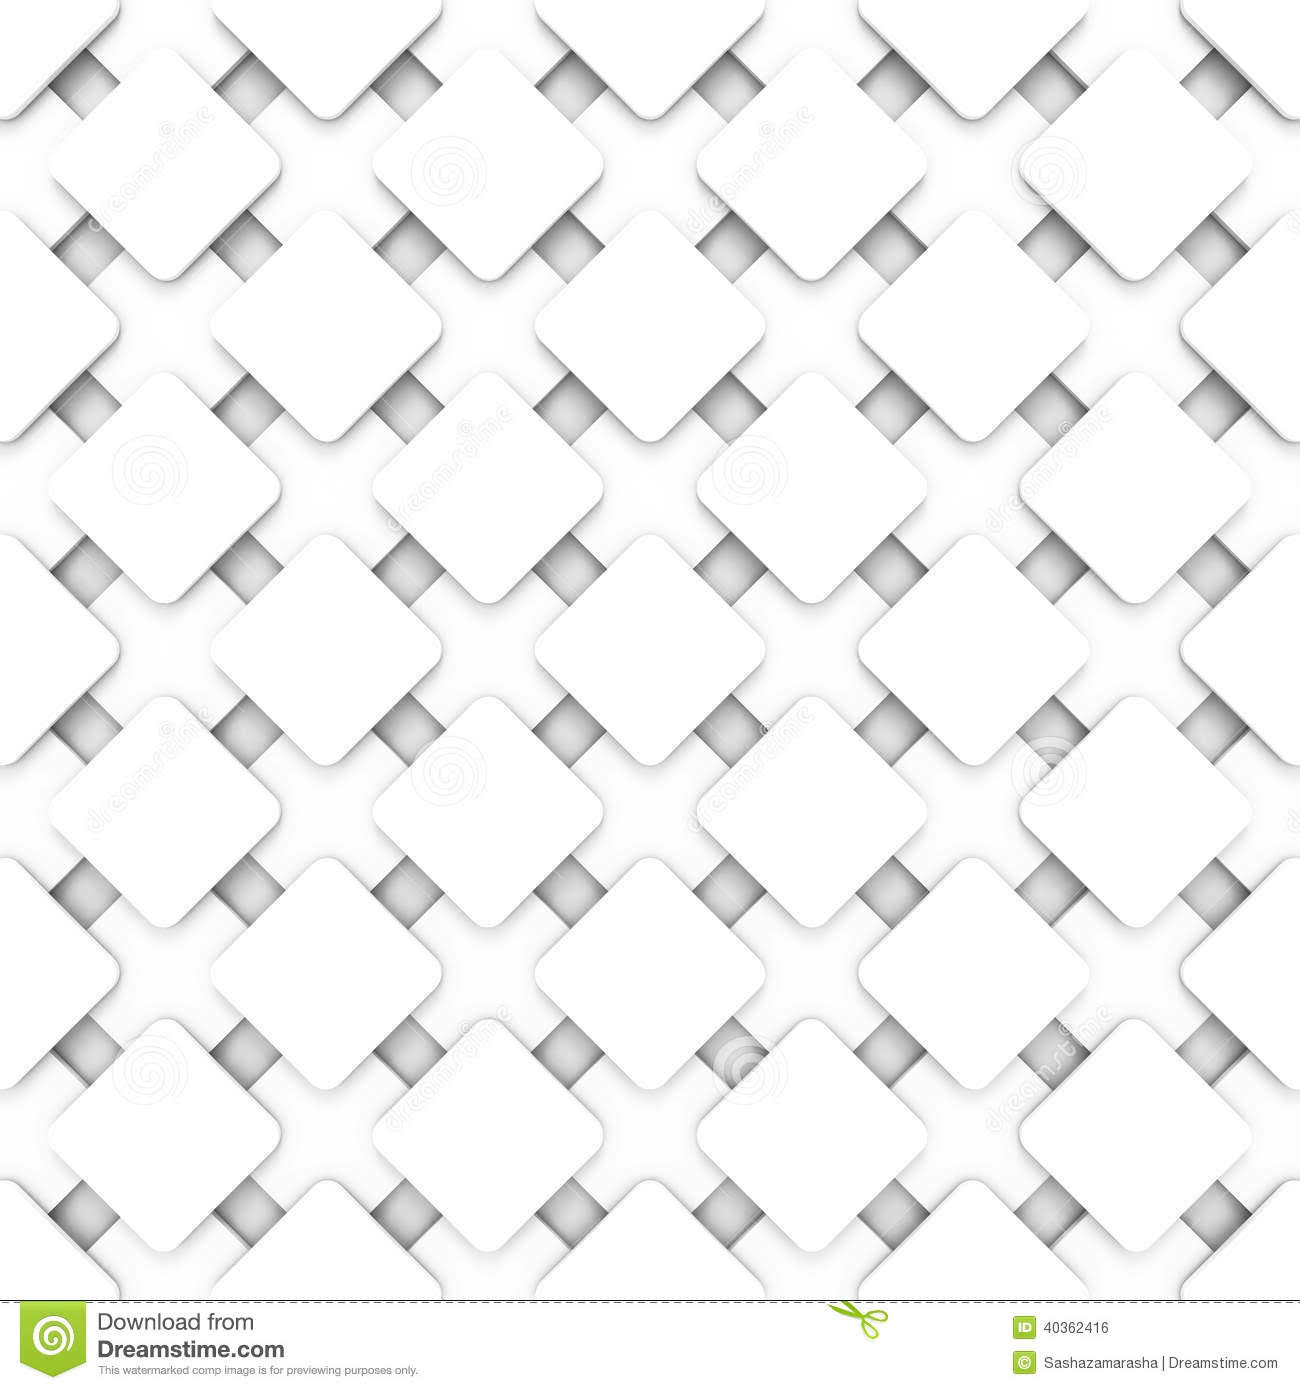 Download from
Dreamstime.com
This watermarked comp image is for previewing purposes only.
ID 40362416
© Sashazamarasha | Dreamstime.com